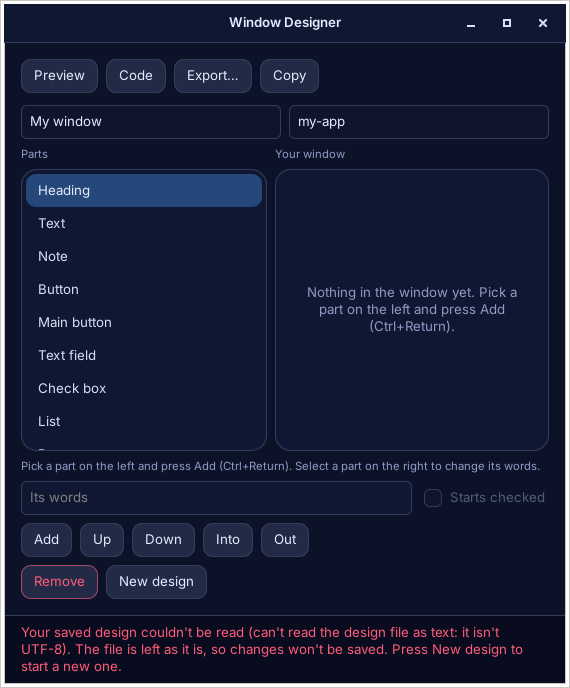 Window Designer
Preview
Code
Export...
Copy
My window
my-app
Parts
Your window
Heading
Text
Note
Button
Main button
Text field
Check box
List
Nothing in the window yet. Pick a
part on the left and press Add
(Ctrl+Return).
Pick a part on the left and press Add (Ctrl+Return). Select a part on the right to change its words.
Its words
Starts checked
Add
Up
Down
Into
Out
Remove
New design
Your saved design couldn't be read (can't read the design file as text: it isn't
UTF-8). The file is left as it is, so changes won't be saved. Press New design to
start a new one.